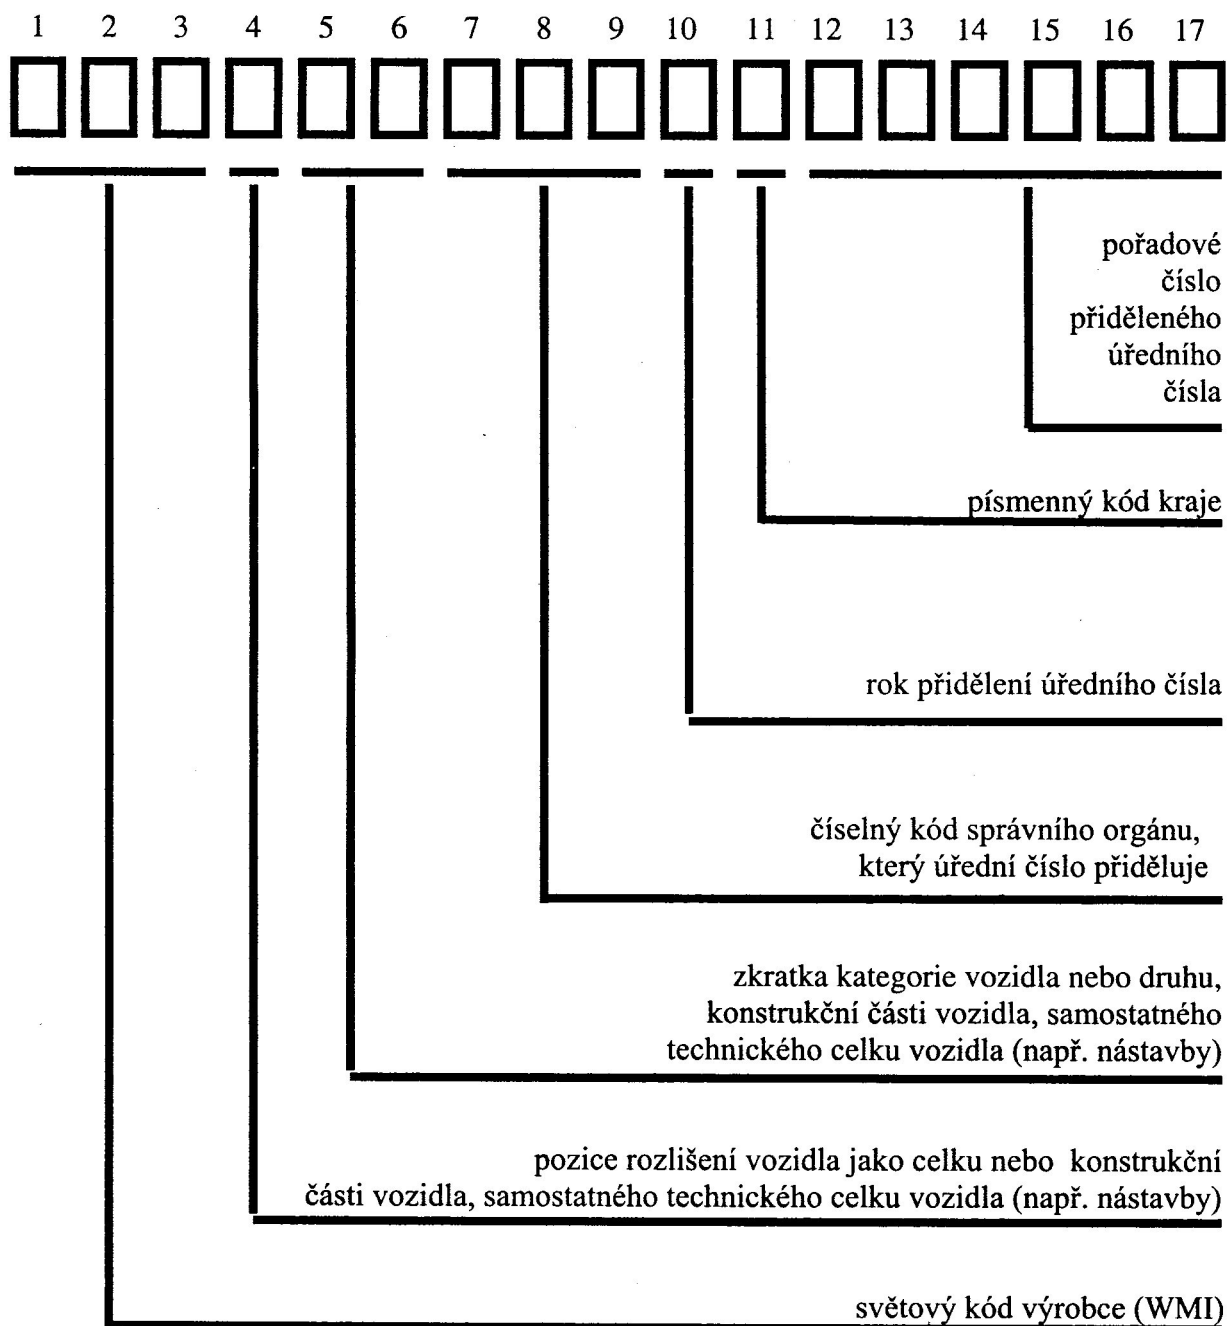 1 2 3 4 5 6 7 8 9 10 11 12 13 14 15 16 17
pořadové
číslo
přiděleného
úředního
čísla
písmenný kód kraje
rok přidělení úředního čísla
číselný kód správního orgánu,
který úřední číslo přiděluje
zkratka kategorie vozidla nebo druhu,
konstrukční části vozidla, samostatného
technického celku vozidla (např. nástavby)
pozice rozlišení vozidla jako celku nebo konstrukční
části vozidla, samostatného technického celku vozidla (např. nástavby)
světový kód výrobce (WMI)